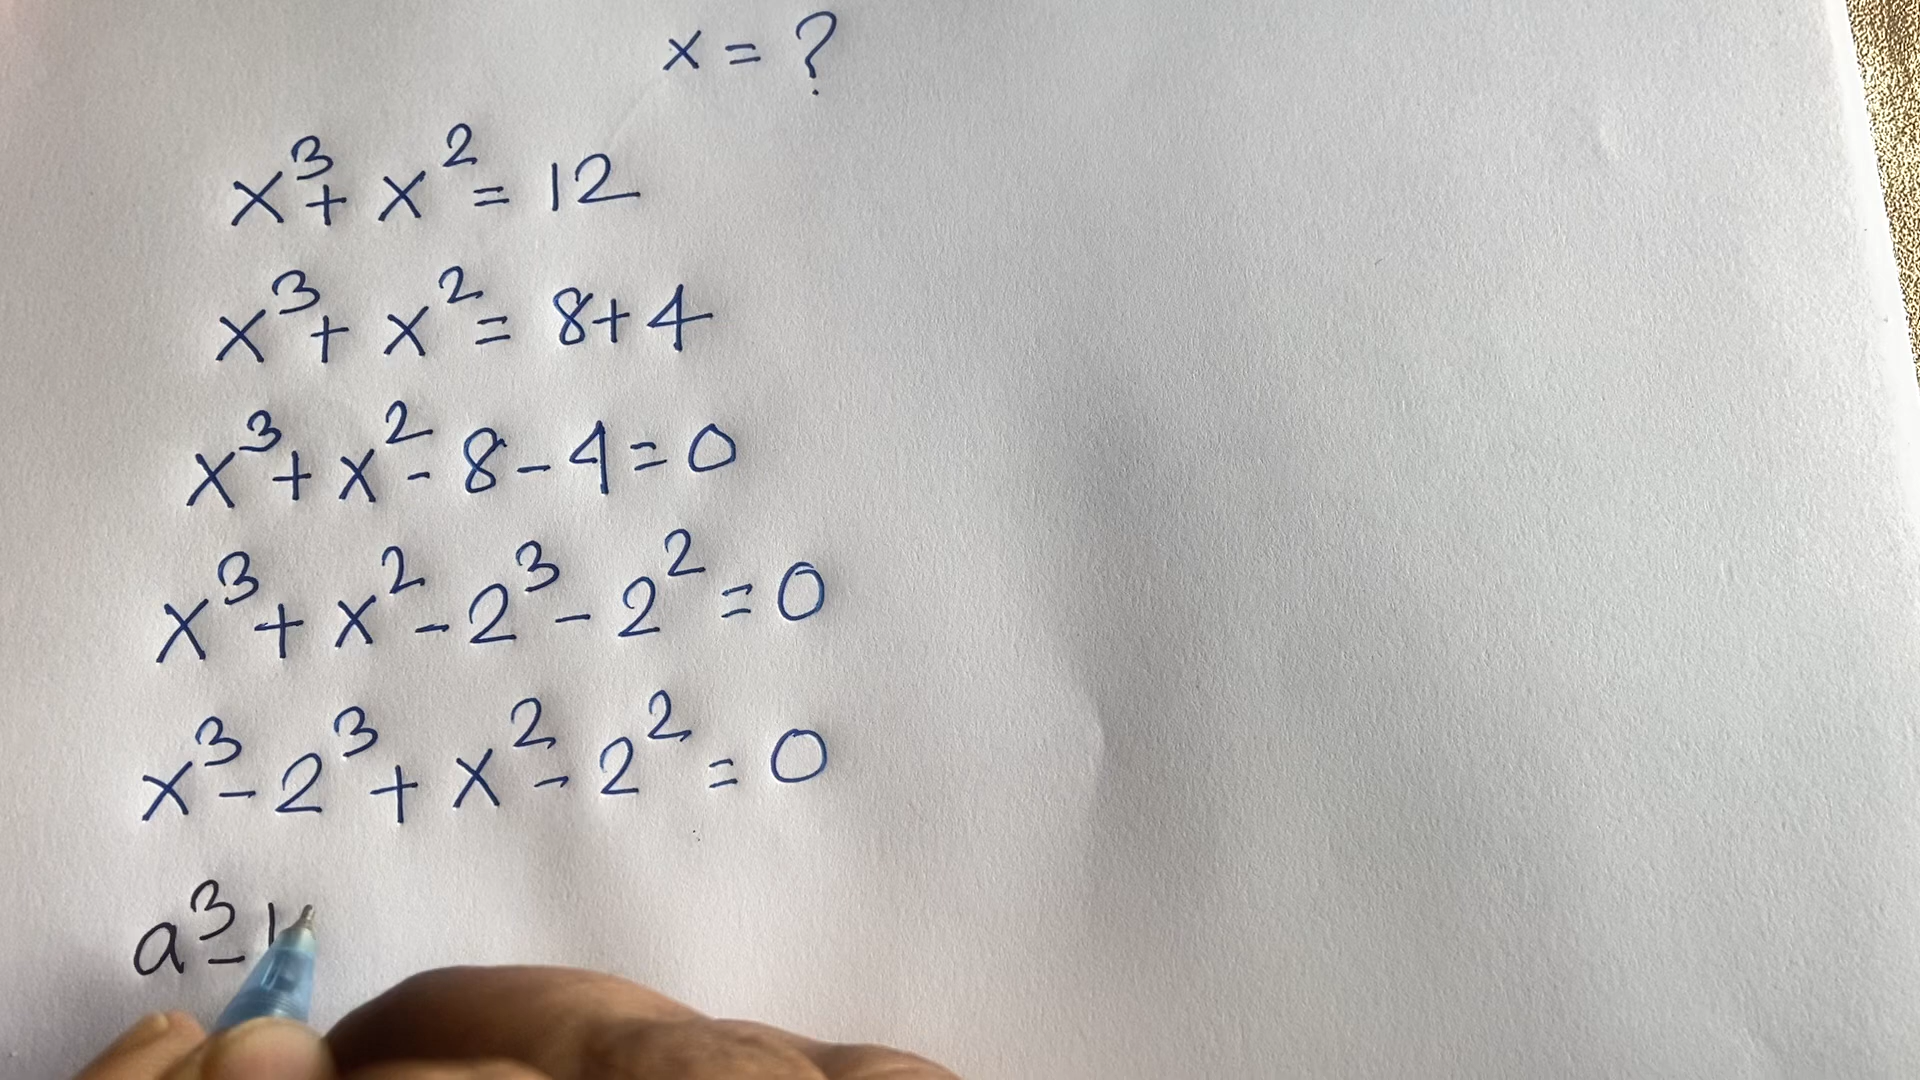 x = ?
x³ + x² = 12
x³ + x² = 8 + 4
x³ + x² - 8 - 4 = 0
x³ + x² - 2³ - 2² = 0
x³ - 2³ + x² - 2² = 0
a³ -